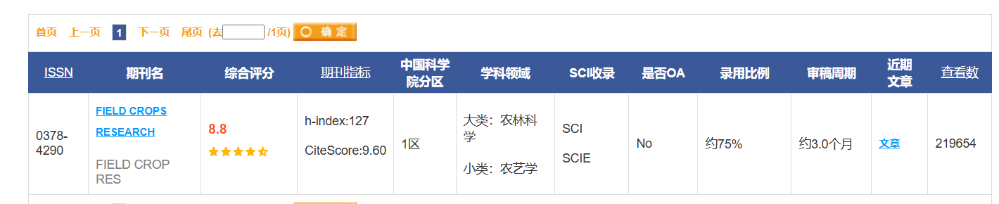 首页 上一页 1 下一页 尾页 (去 /1页) 确 定
ISSN 期刊名 综合评分 期刊指标 中国科学
院分区 学科领域 SCI收录 是否OA 录用比例 审稿周期 近期
文章 查看数
0378-
4290
FIELD CROPS
RESEARCH
FIELD CROP
RES
8.8
h-index:127
CiteScore:9.60
1区
大类：农林科
学
小类：农艺学
SCI
SCIE
No
约75%
约3.0个月
文章
219654